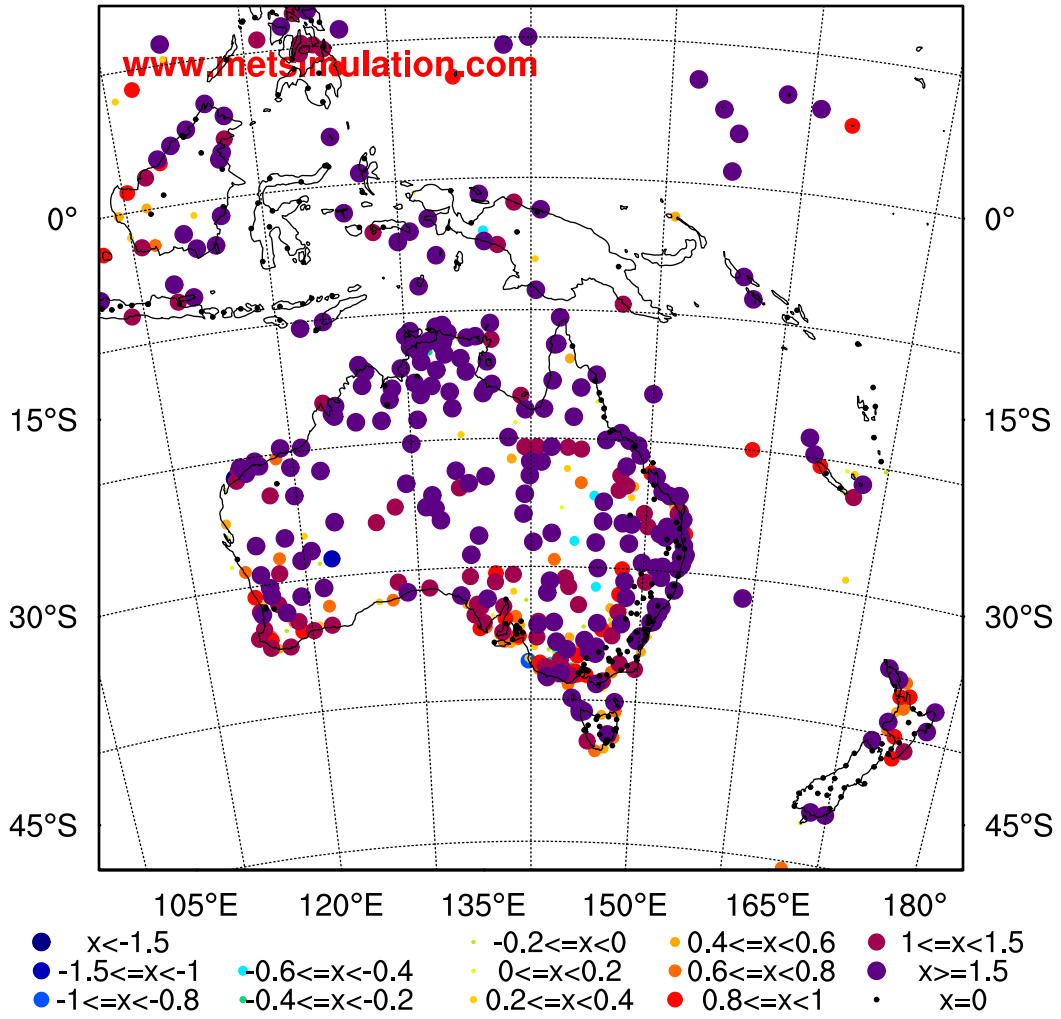 www.metsimulation.com
0° 0°
15°S 15°S
30°S 30°S
45°S 45°S
105°E 120°E 135°E 150°E 165°E 180°
x<-1.5 -0.2<=x<0 0.4<=x<0.6 1<=x<1.5
-1.5<=x<-1 -0.6<=x<-0.4 0<=x<0.2 0.6<=x<0.8 x>=1.5
-1<=x<-0.8 -0.4<=x<-0.2 0.2<=x<0.4 0.8<=x<1 x=0